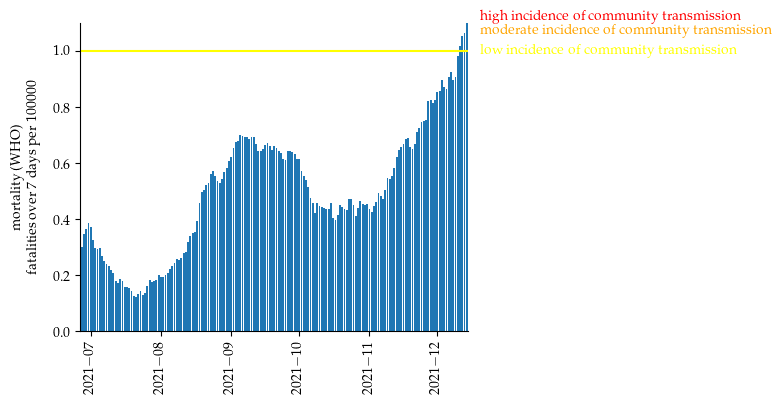 high incidence of community transmission
moderate incidence of community transmission
low incidence of community transmission
1.0
0.8
0.6
0.4
0.2
0.0
mortality (WHO)
fatalities over 7 days per 100000
2021−07
2021−08
2021−09
2021−10
2021−11
2021−12